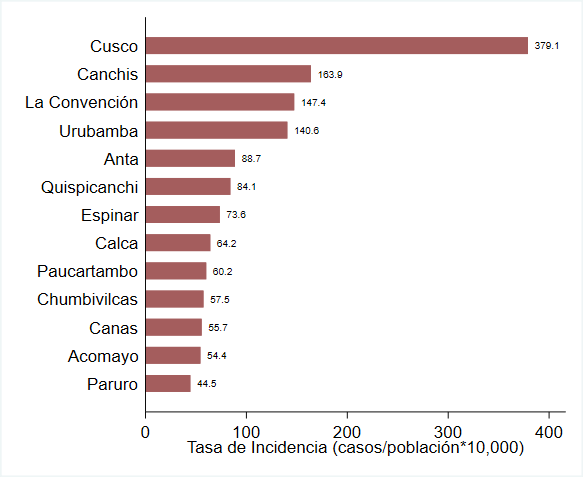 Cusco 379.1
Canchis 163.9
La Convención 147.4
Urubamba 140.6
Anta 88.7
Quispicanchi 84.1
Espinar 73.6
Calca 64.2
Paucartambo 60.2
Chumbivilcas 57.5
Canas 55.7
Acomayo 54.4
Paruro 44.5
0 100 200 300 400
Tasa de Incidencia (casos/población*10,000)